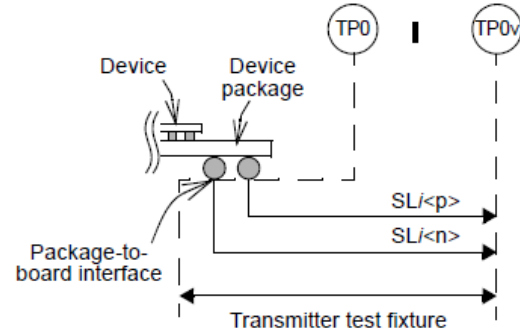 TP0
TP0v
Device
Device
package
SLi<p>
SLi<n>
Package-to-
board interface
Transmitter test fixture